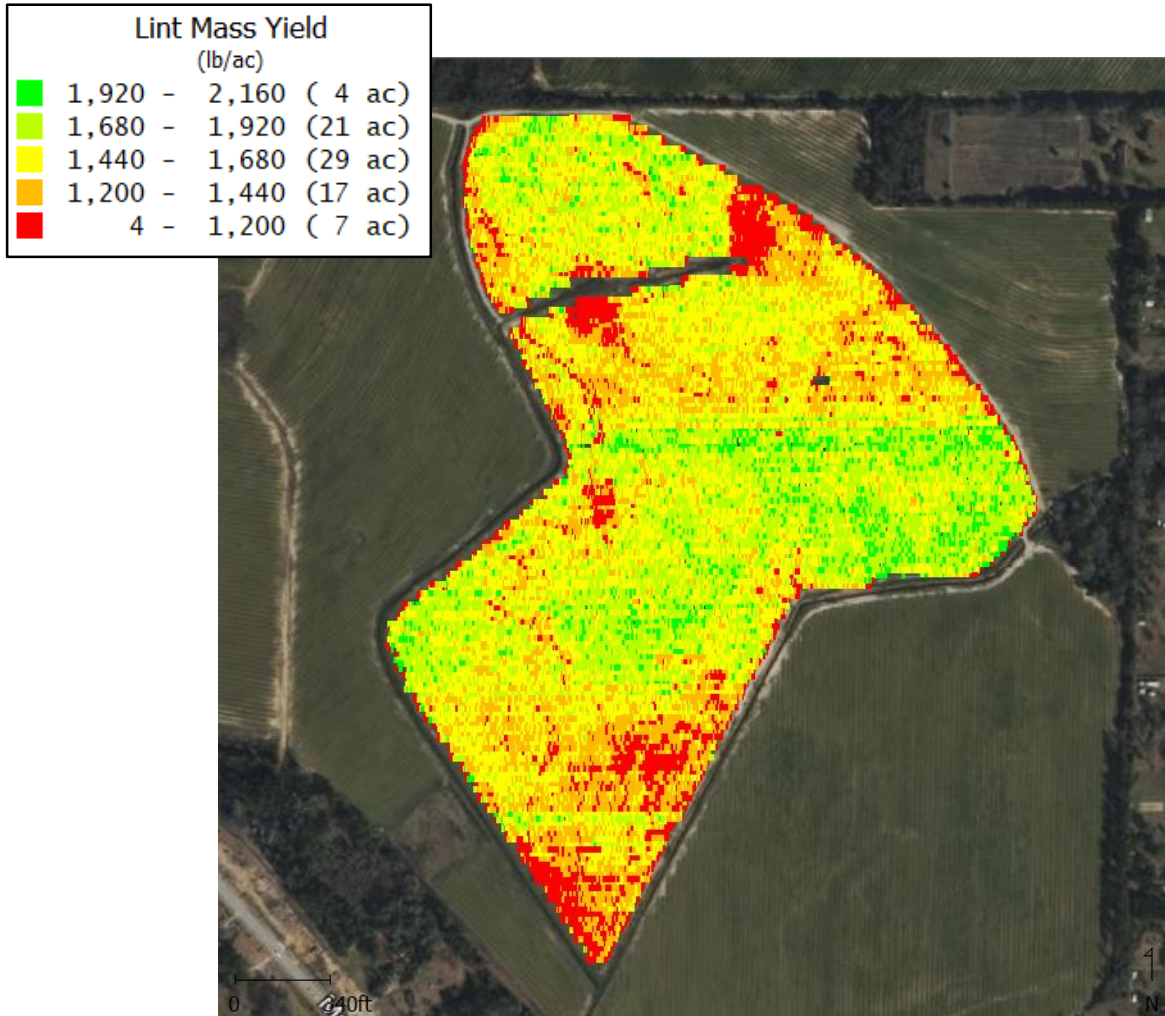 Lint Mass Yield
(lb/ac)
1,920 - 2,160 ( 4 ac)
1,680 - 1,920 (21 ac)
1,440 - 1,680 (29 ac)
1,200 - 1,440 (17 ac)
4 - 1,200 ( 7 ac)
0 340ft
N